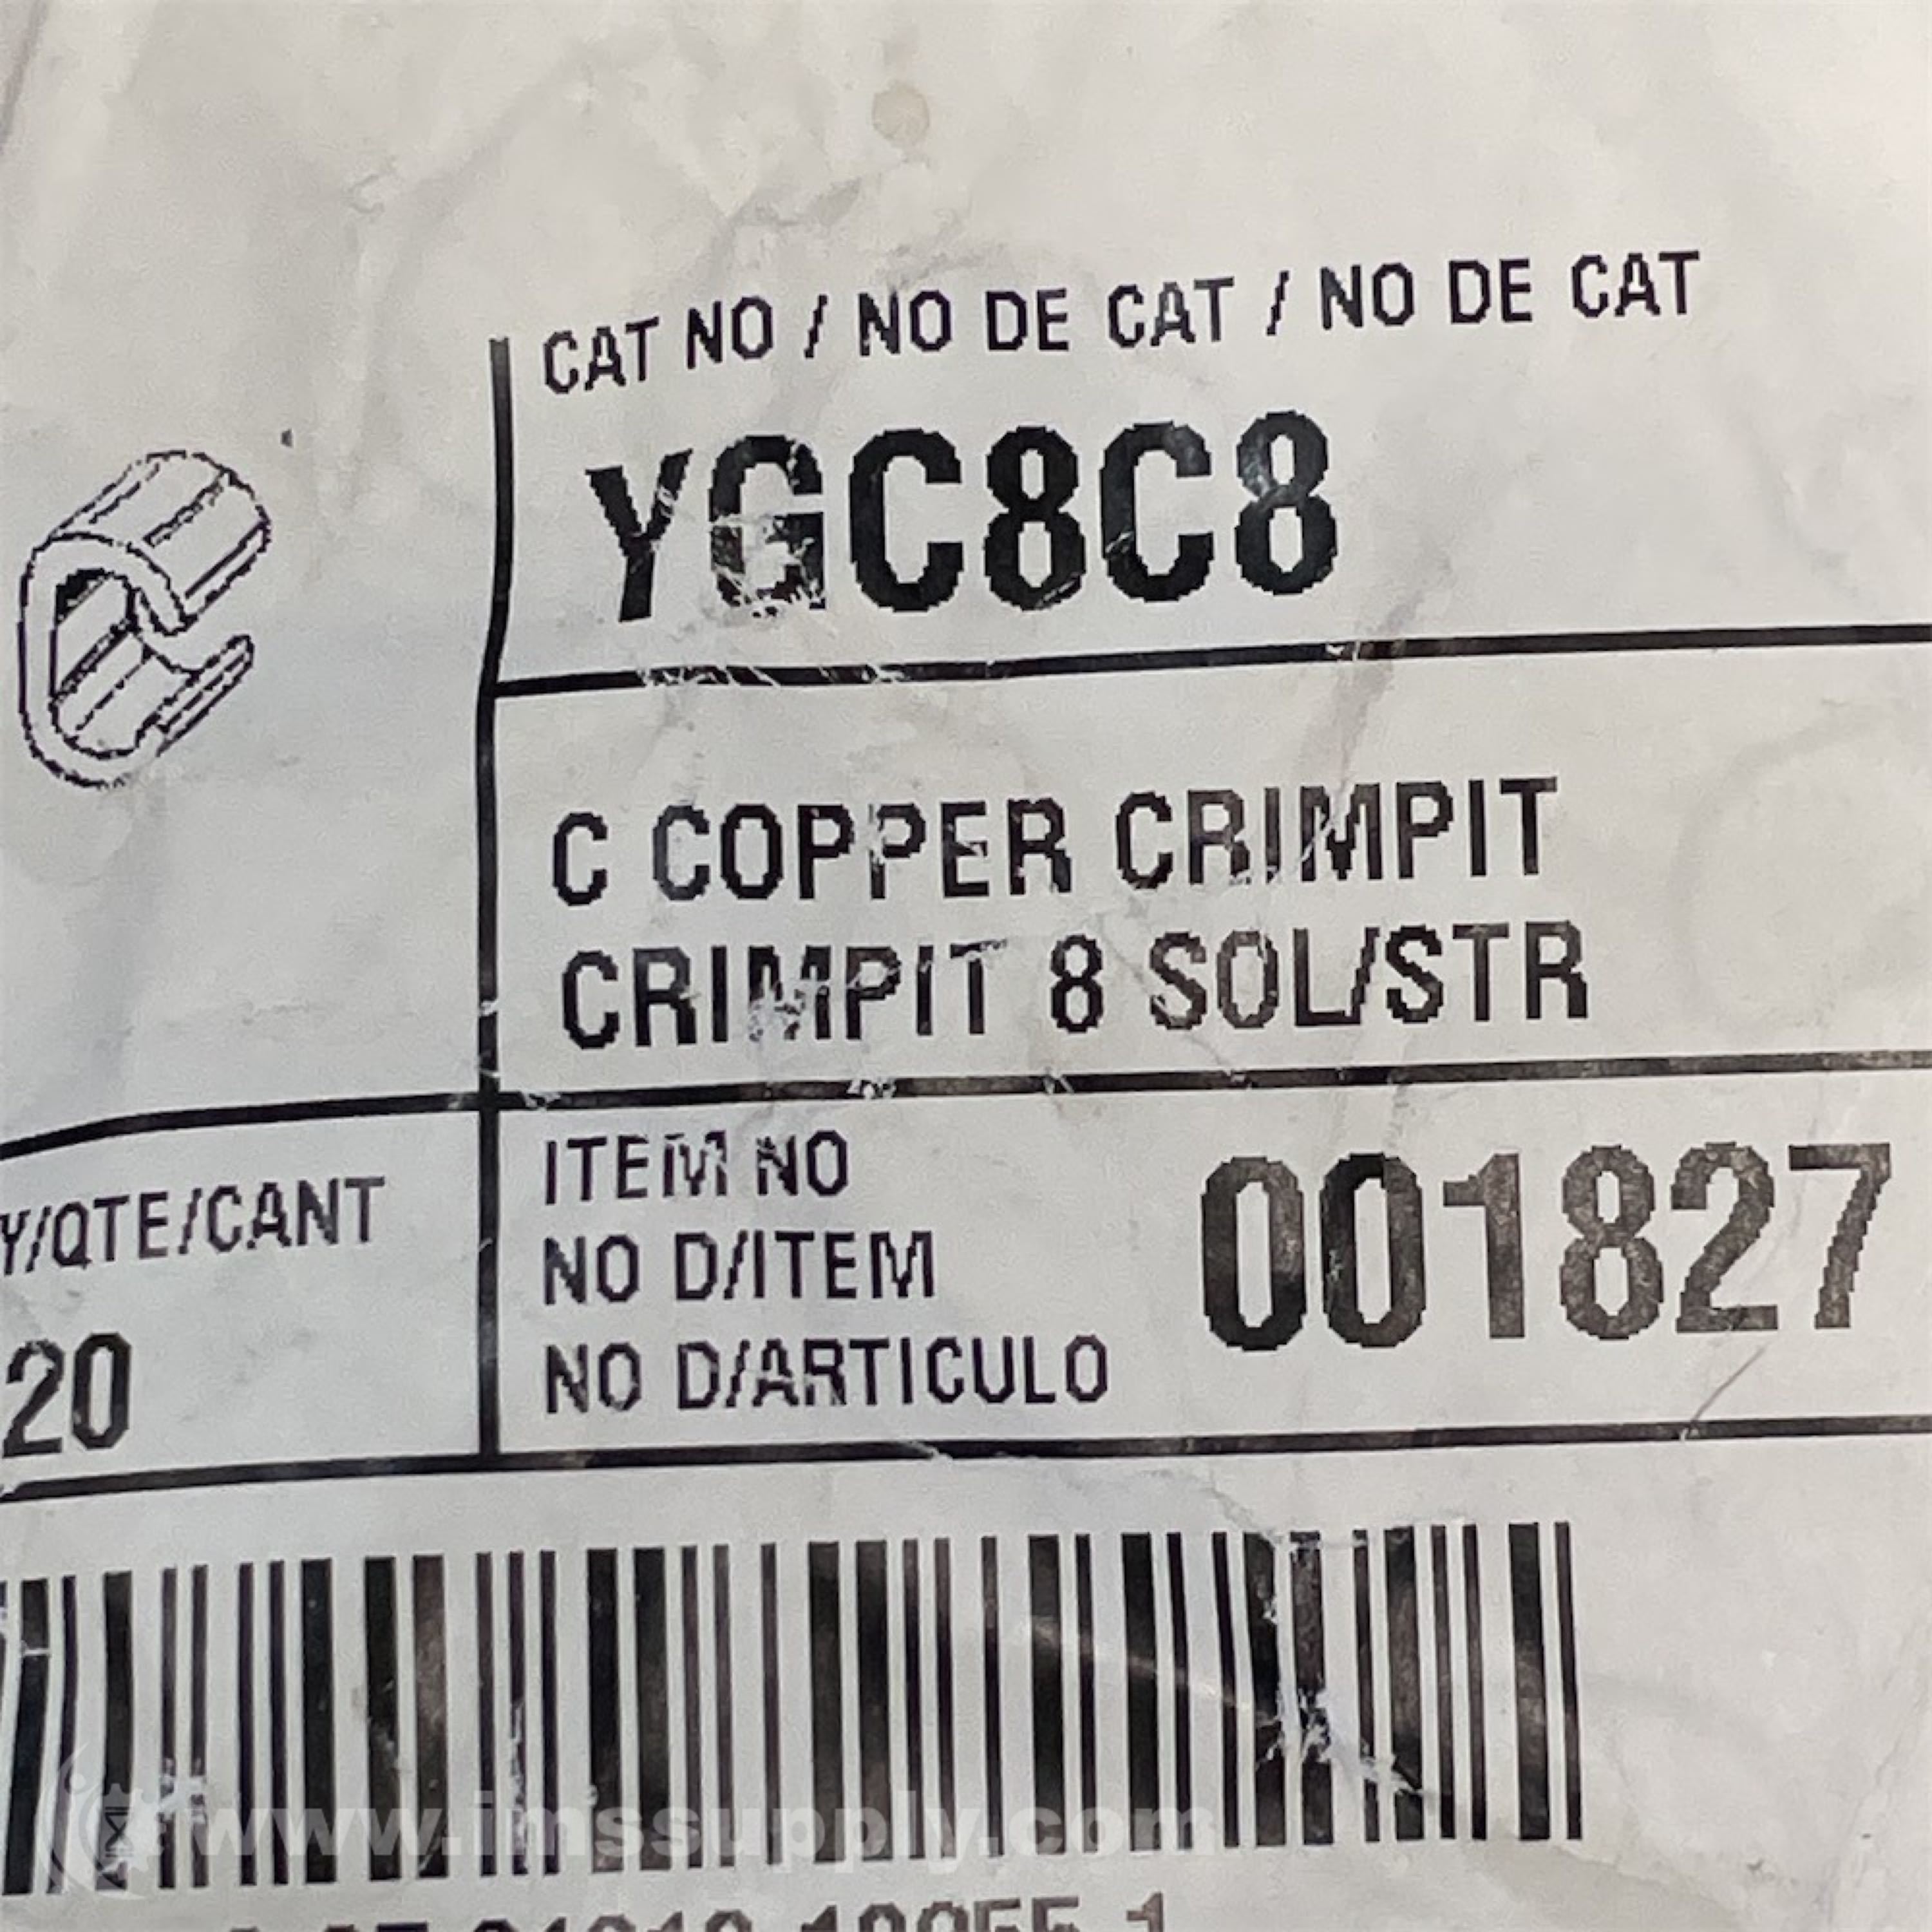 CAT NO / NO DE CAT / NO DE CAT
YGC8C8
C COPPER CRIMPIT
CRIMPIT 8 SOL/STR
Y/QTE/CANT
20
ITEM NO
NO D/ITEM
NO D/ARTICULO
001827
www.imssupply.com